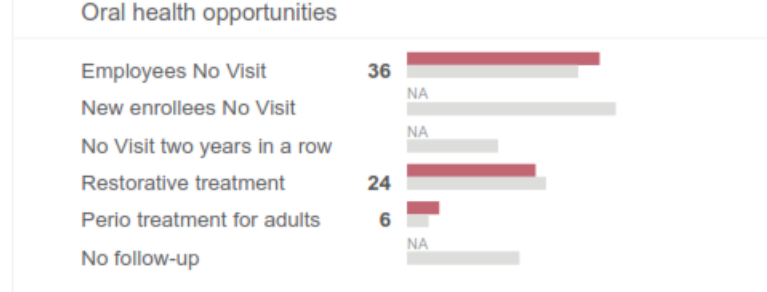 Oral health opportunities
Employees No Visit 36
New enrollees No Visit NA
No Visit two years in a row NA
Restorative treatment 24
Perio treatment for adults 6
No follow-up NA